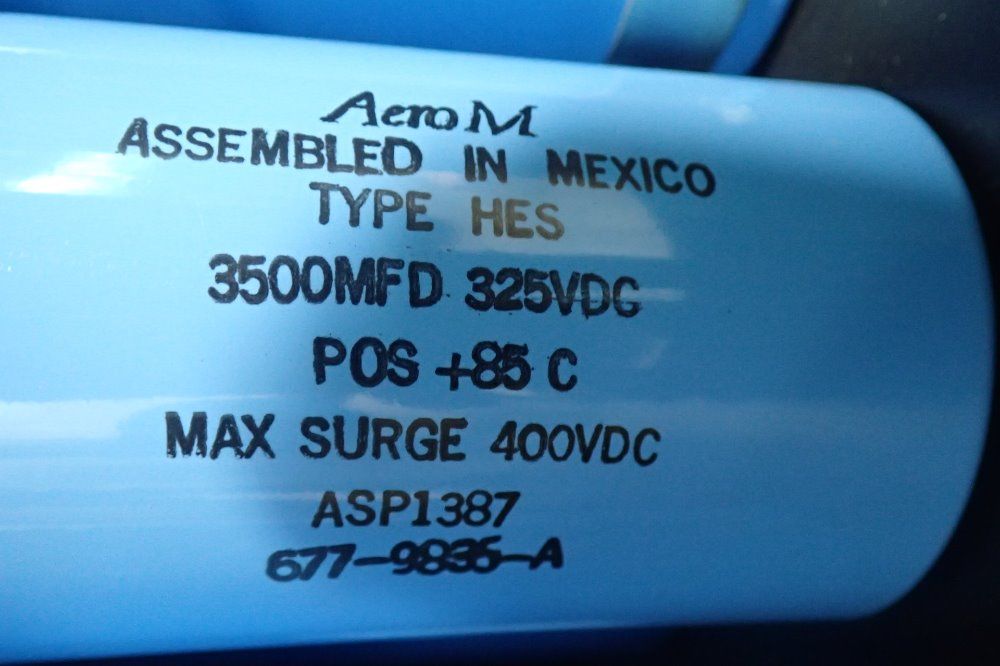 Aero M
ASSEMBLED IN MEXICO
TYPE HES
3500MFD 325VDC
POS +85 C
MAX SURGE 400VDC
ASP1387
677-9835-A